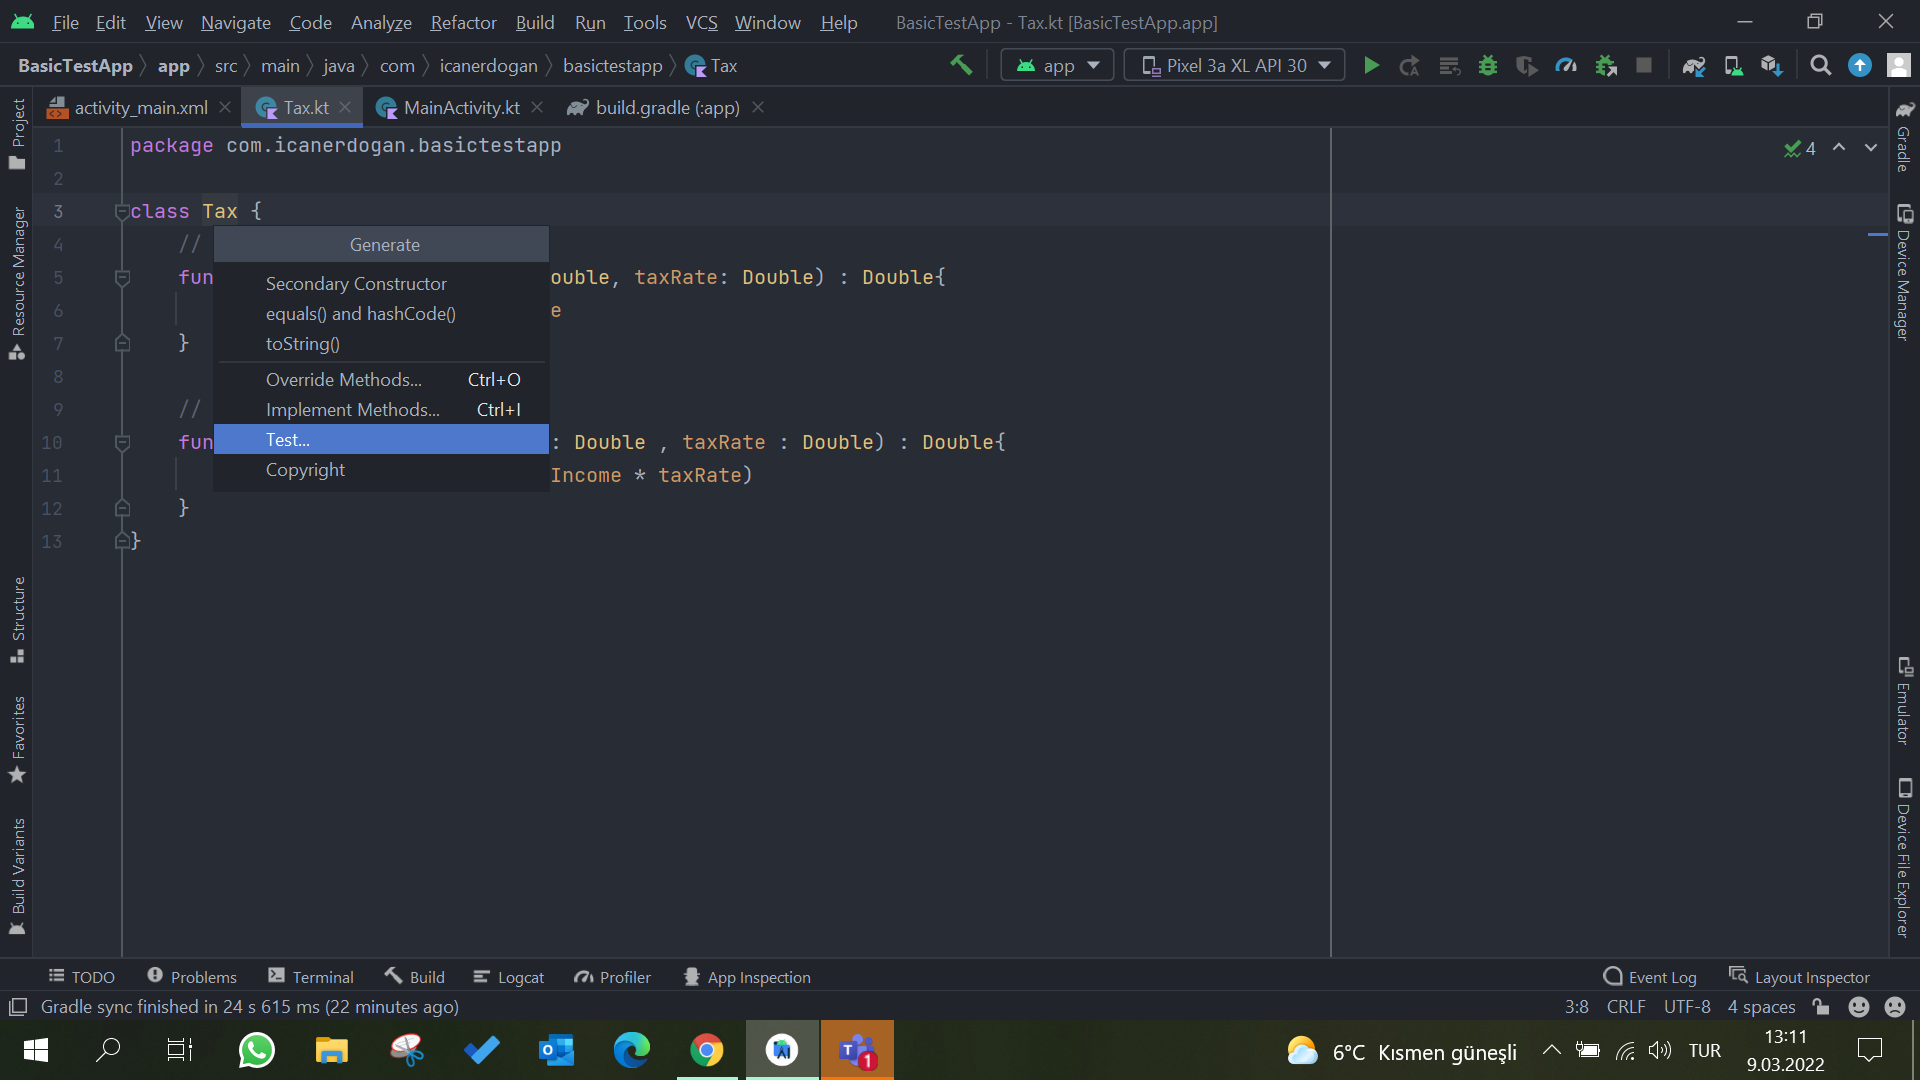 File Edit View Navigate Code Analyze Refactor Build Run Tools VCS Window Help BasicTestApp - Tax.kt [BasicTestApp.app]
BasicTestApp app src main java com icanerdogan basictestapp Tax app Pixel 3a XL API 30
activity_main.xml Tax.kt MainActivity.kt build.gradle (:app)
1 package com.icanerdogan.basictestapp 4
2
3 class Tax {
4 //
5 fun ouble, taxRate: Double) : Double{
6 e
7 }
8
9 //
10 fun : Double , taxRate : Double) : Double{
11 Income * taxRate)
12 }
13 }
Generate
Secondary Constructor
equals() and hashCode()
toString()
Override Methods... Ctrl+O
Implement Methods... Ctrl+I
Test...
Copyright
Project
Resource Manager
Structure
Favorites
Build Variants
Gradle
Device Manager
Emulator
Device File Explorer
TODO Problems Terminal Build Logcat Profiler App Inspection Event Log Layout Inspector
Gradle sync finished in 24 s 615 ms (22 minutes ago) 3:8 CRLF UTF-8 4 spaces
1 6°C Kısmen güneşli TUR 13:11
9.03.2022